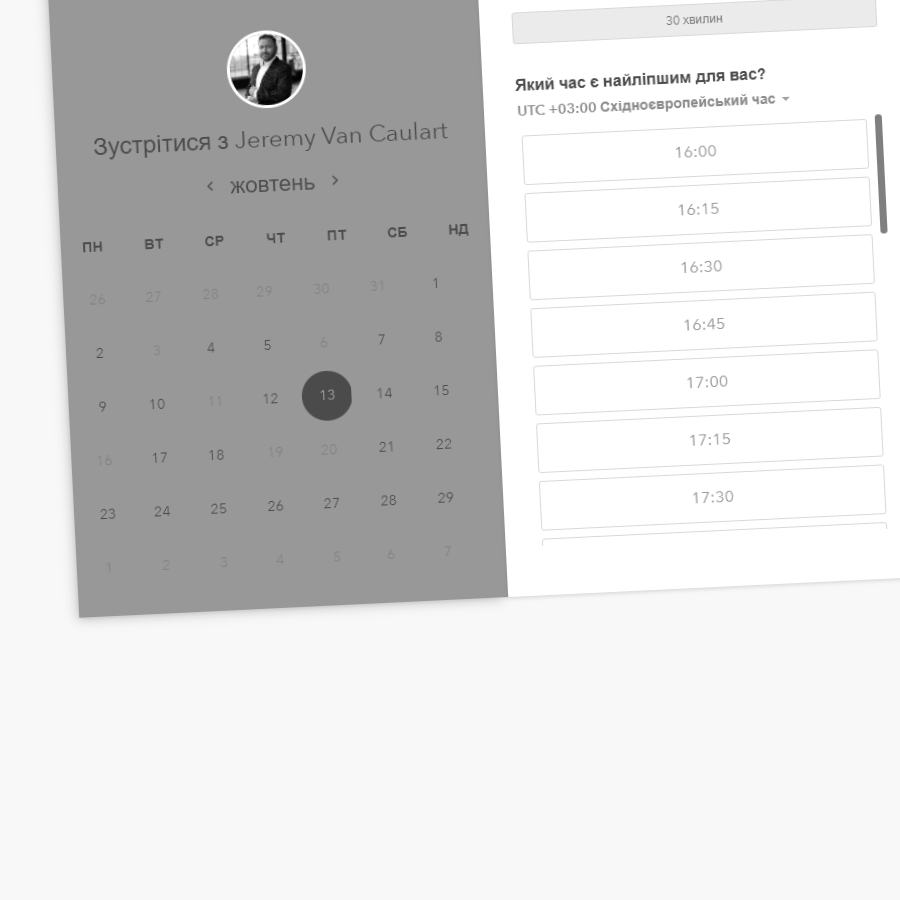 Зустрітися з Jeremy Van Caulart
‹ жовтень ›
ПН ВТ СР ЧТ ПТ СБ НД
26 27 28 29 30 31 1
2 3 4 5 6 7 8
9 10 11 12 13 14 15
16 17 18 19 20 21 22
23 24 25 26 27 28 29
1 2 3 4 5 6 7
30 хвилин
Який час є найліпшим для вас?
UTC +03:00 Східноєвропейський час
16:00
16:15
16:30
16:45
17:00
17:15
17:30